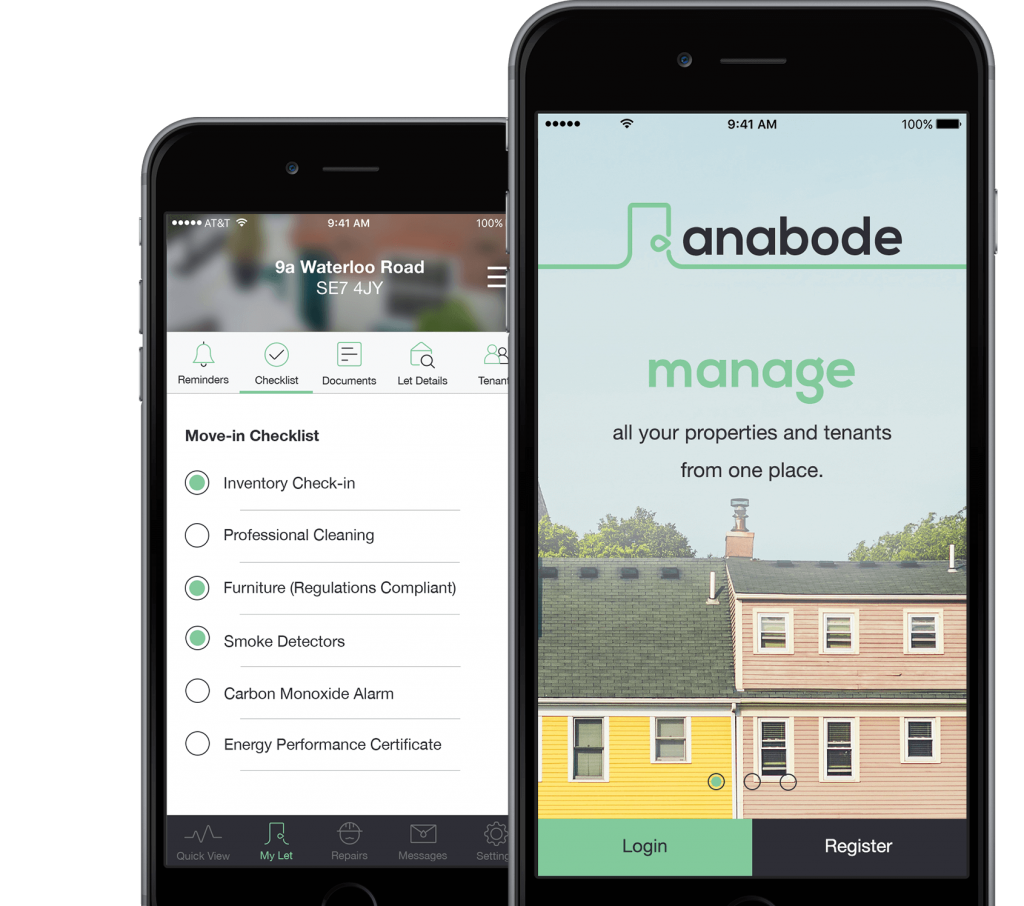 AT&T 9:41 AM 100%
9a Waterloo Road
SE7 4JY
Reminders Checklist Documents Let Details Tenant
Move-in Checklist
Inventory Check-in
Professional Cleaning
Furniture (Regulations Compliant)
Smoke Detectors
Carbon Monoxide Alarm
Energy Performance Certificate
Quick View My Let Repairs Messages Setting
9:41 AM 100%
anabode
manage
all your properties and tenants
from one place.
Login Register